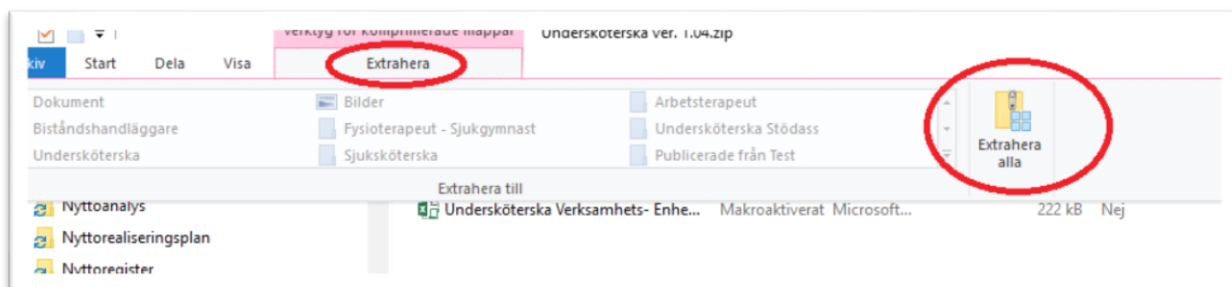 Verktyg för komprimerade mappar Undersköterska ver. 1.04.zip
kiv Start Dela Visa Extrahera
Dokument Bilder Arbetsterapeut
Biståndshandläggare Fysioterapeut - Sjukgymnast Undersköterska Stödass
Undersköterska Sjuksköterska Publicerade från Test
Extrahera
alla
Extrahera till
Nyttoanalys Undersköterska Verksamhets- Enhe... Makroaktiverat Microsoft... 222 kB Nej
Nyttorealiseringsplan
Nyttoregister